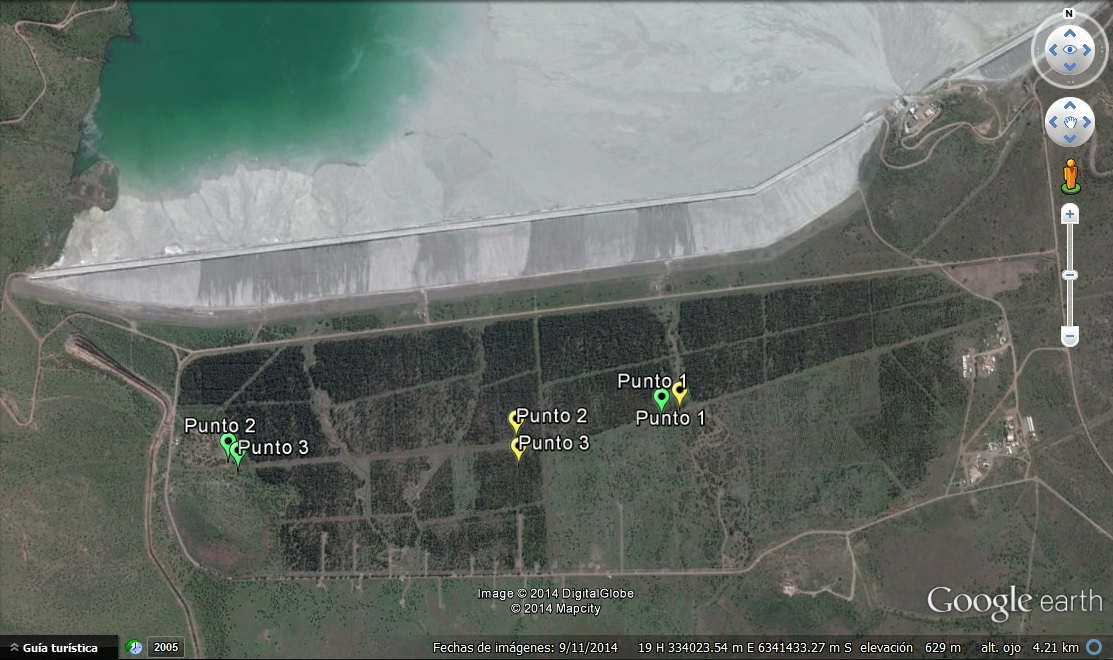 N
Punto 1
Punto 1
Punto 2
Punto 3
Punto 2
Punto 3
Image © 2014 DigitalGlobe
© 2014 Mapcity
Google earth
Guía turística
2005
Fechas de imágenes: 9/11/2014 19 H 334023.54 m E 6341433.27 m S elevación 629 m alt. ojo 4.21 km